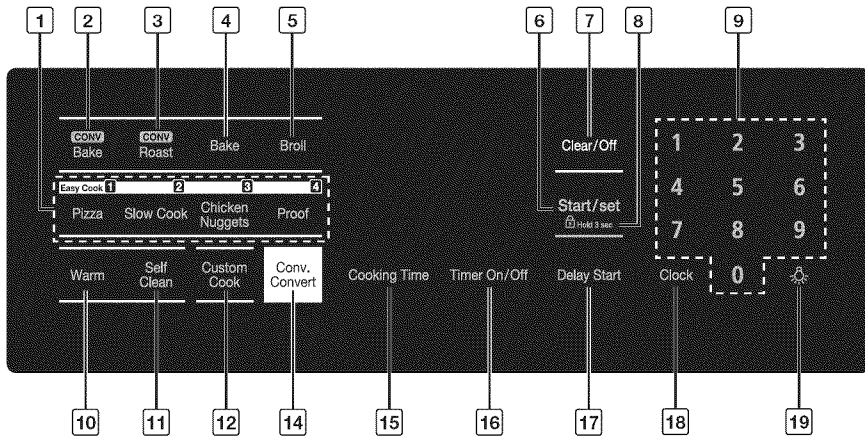 1 2 3 4 5 6 7 8 9
CONV CONV
Bake Roast Bake Broil
Clear/Off
1 2 3
Easy Cook 1 2 3 4
Pizza Slow Cook Chicken Nuggets Proof
Start/set
Hold 3 sec
4 5 6
7 8 9
Warm Self Clean Custom Cook Conv. Convert Cooking Time Timer On/Off Delay Start Clock 0
10 11 12 14 15 16 17 18 19